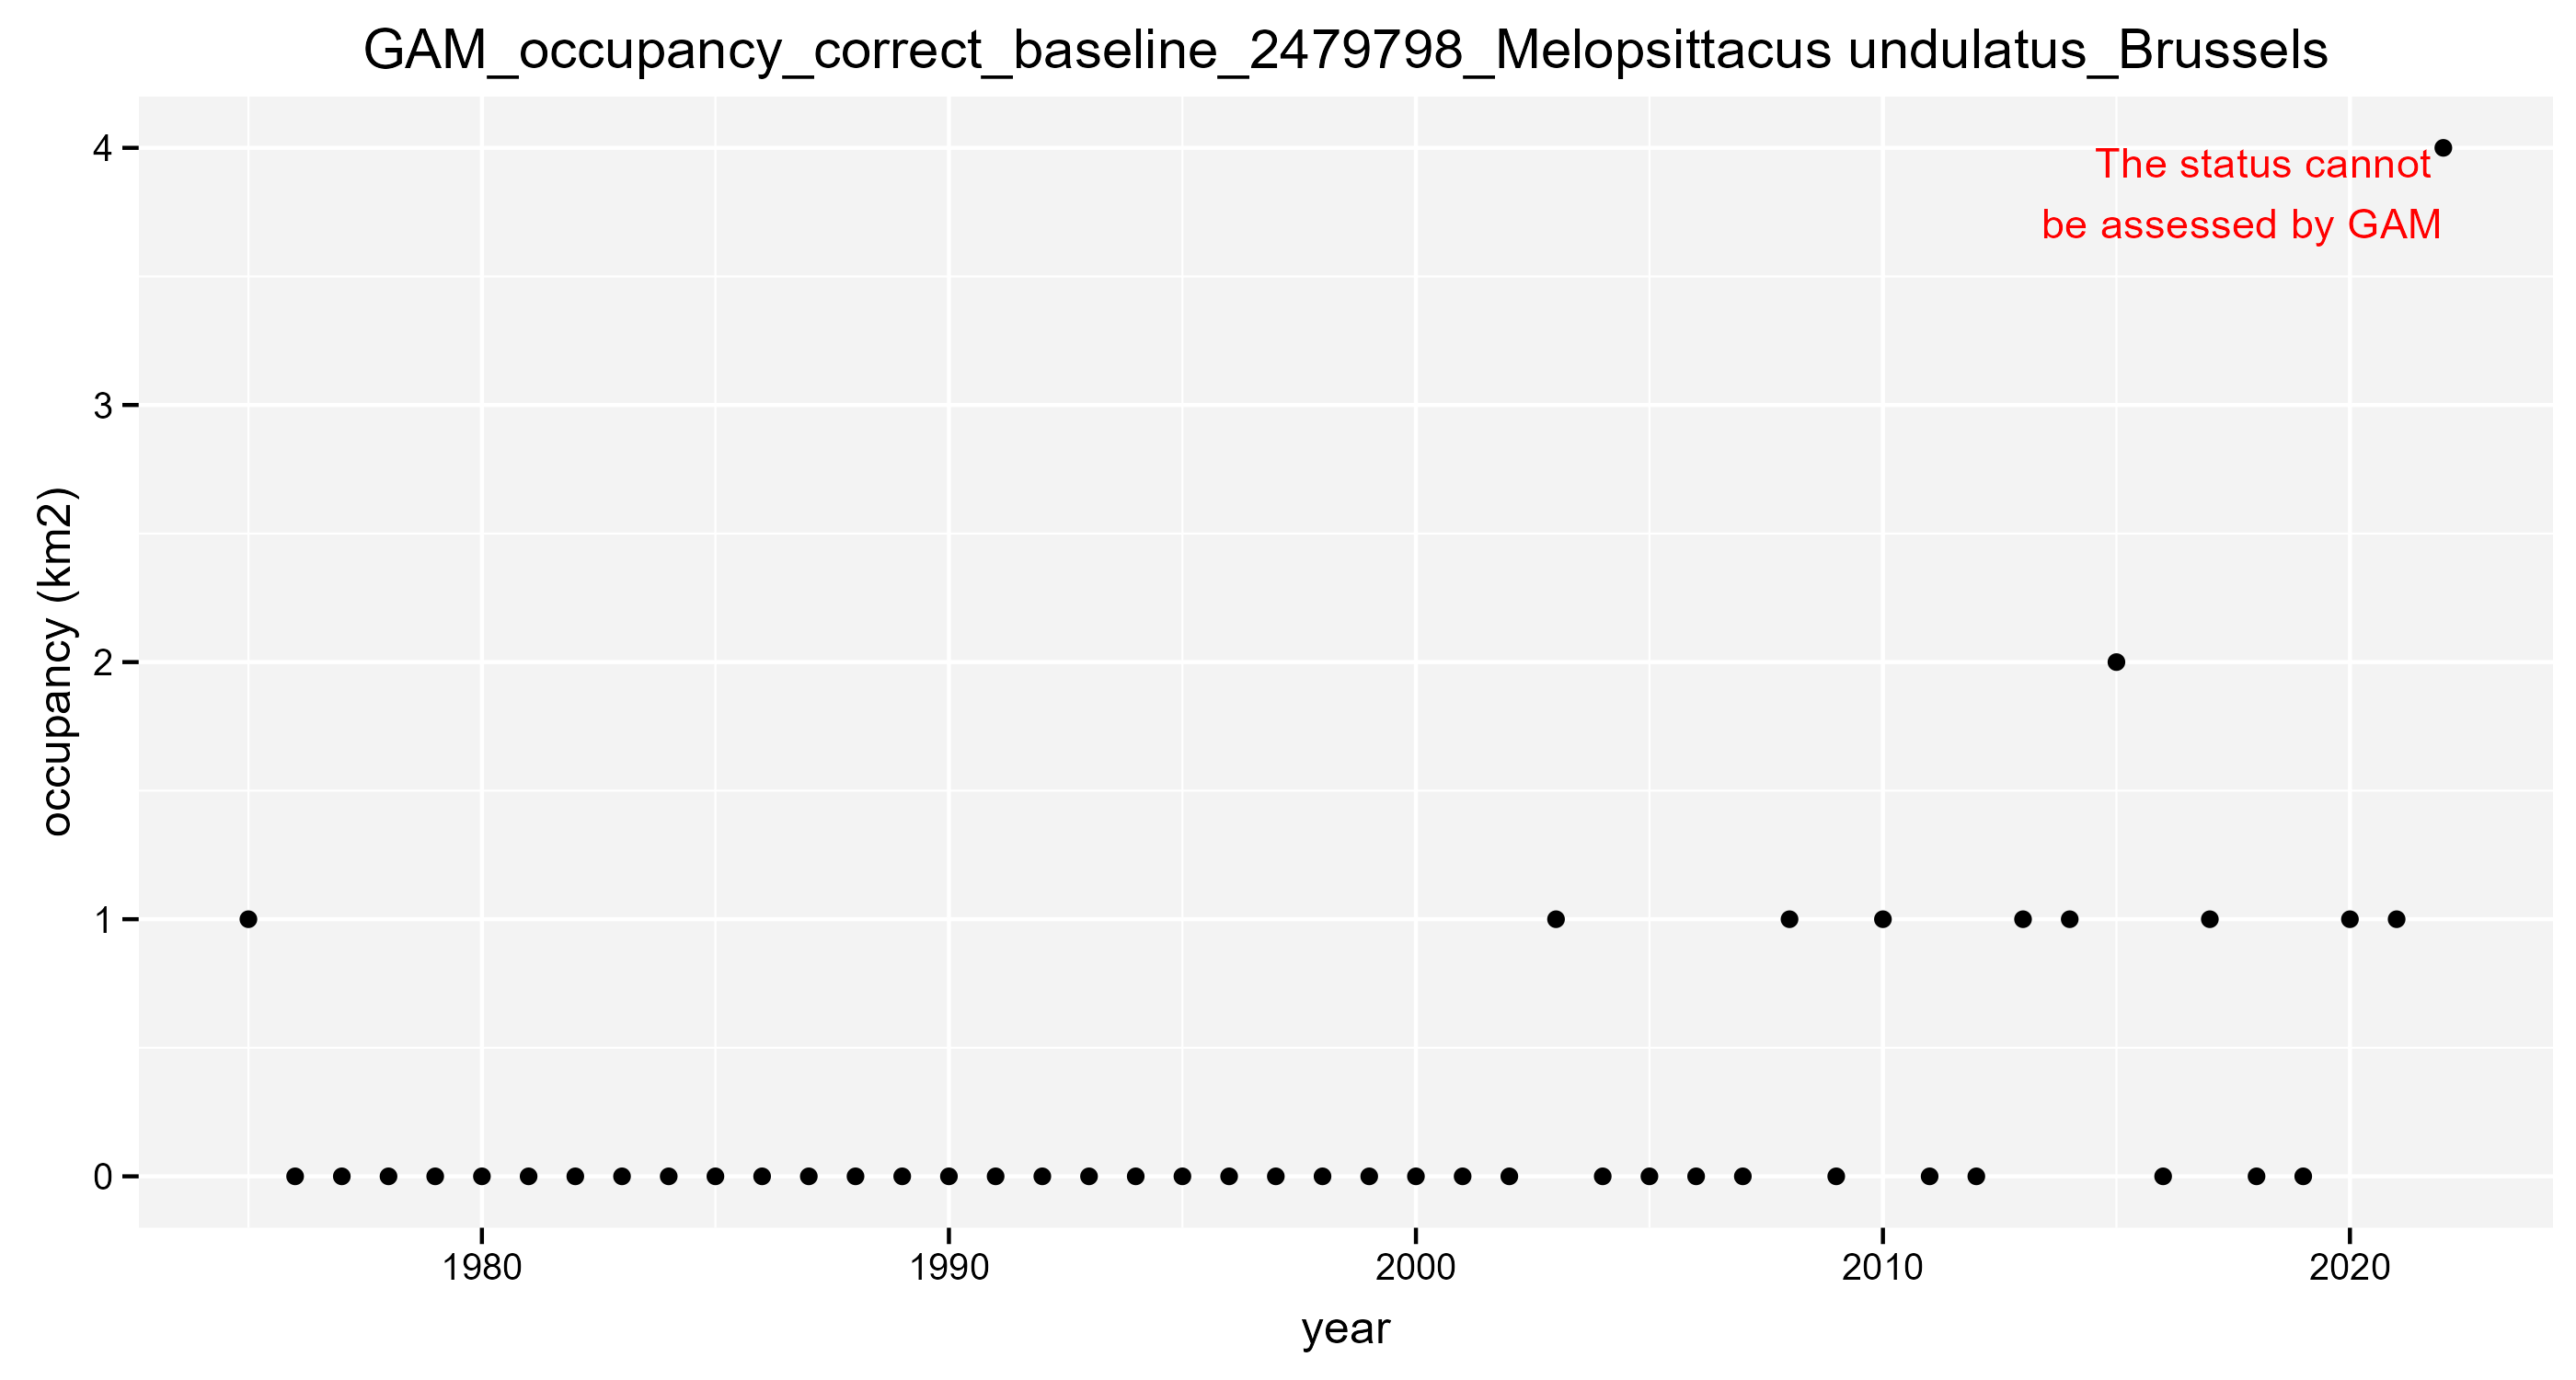 GAM_occupancy_correct_baseline_2479798_Melopsittacus undulatus_Brussels
4
The status cannot
be assessed by GAM
3
occupancy (km2)
2
1
0
1980 1990 2000 2010 2020
year